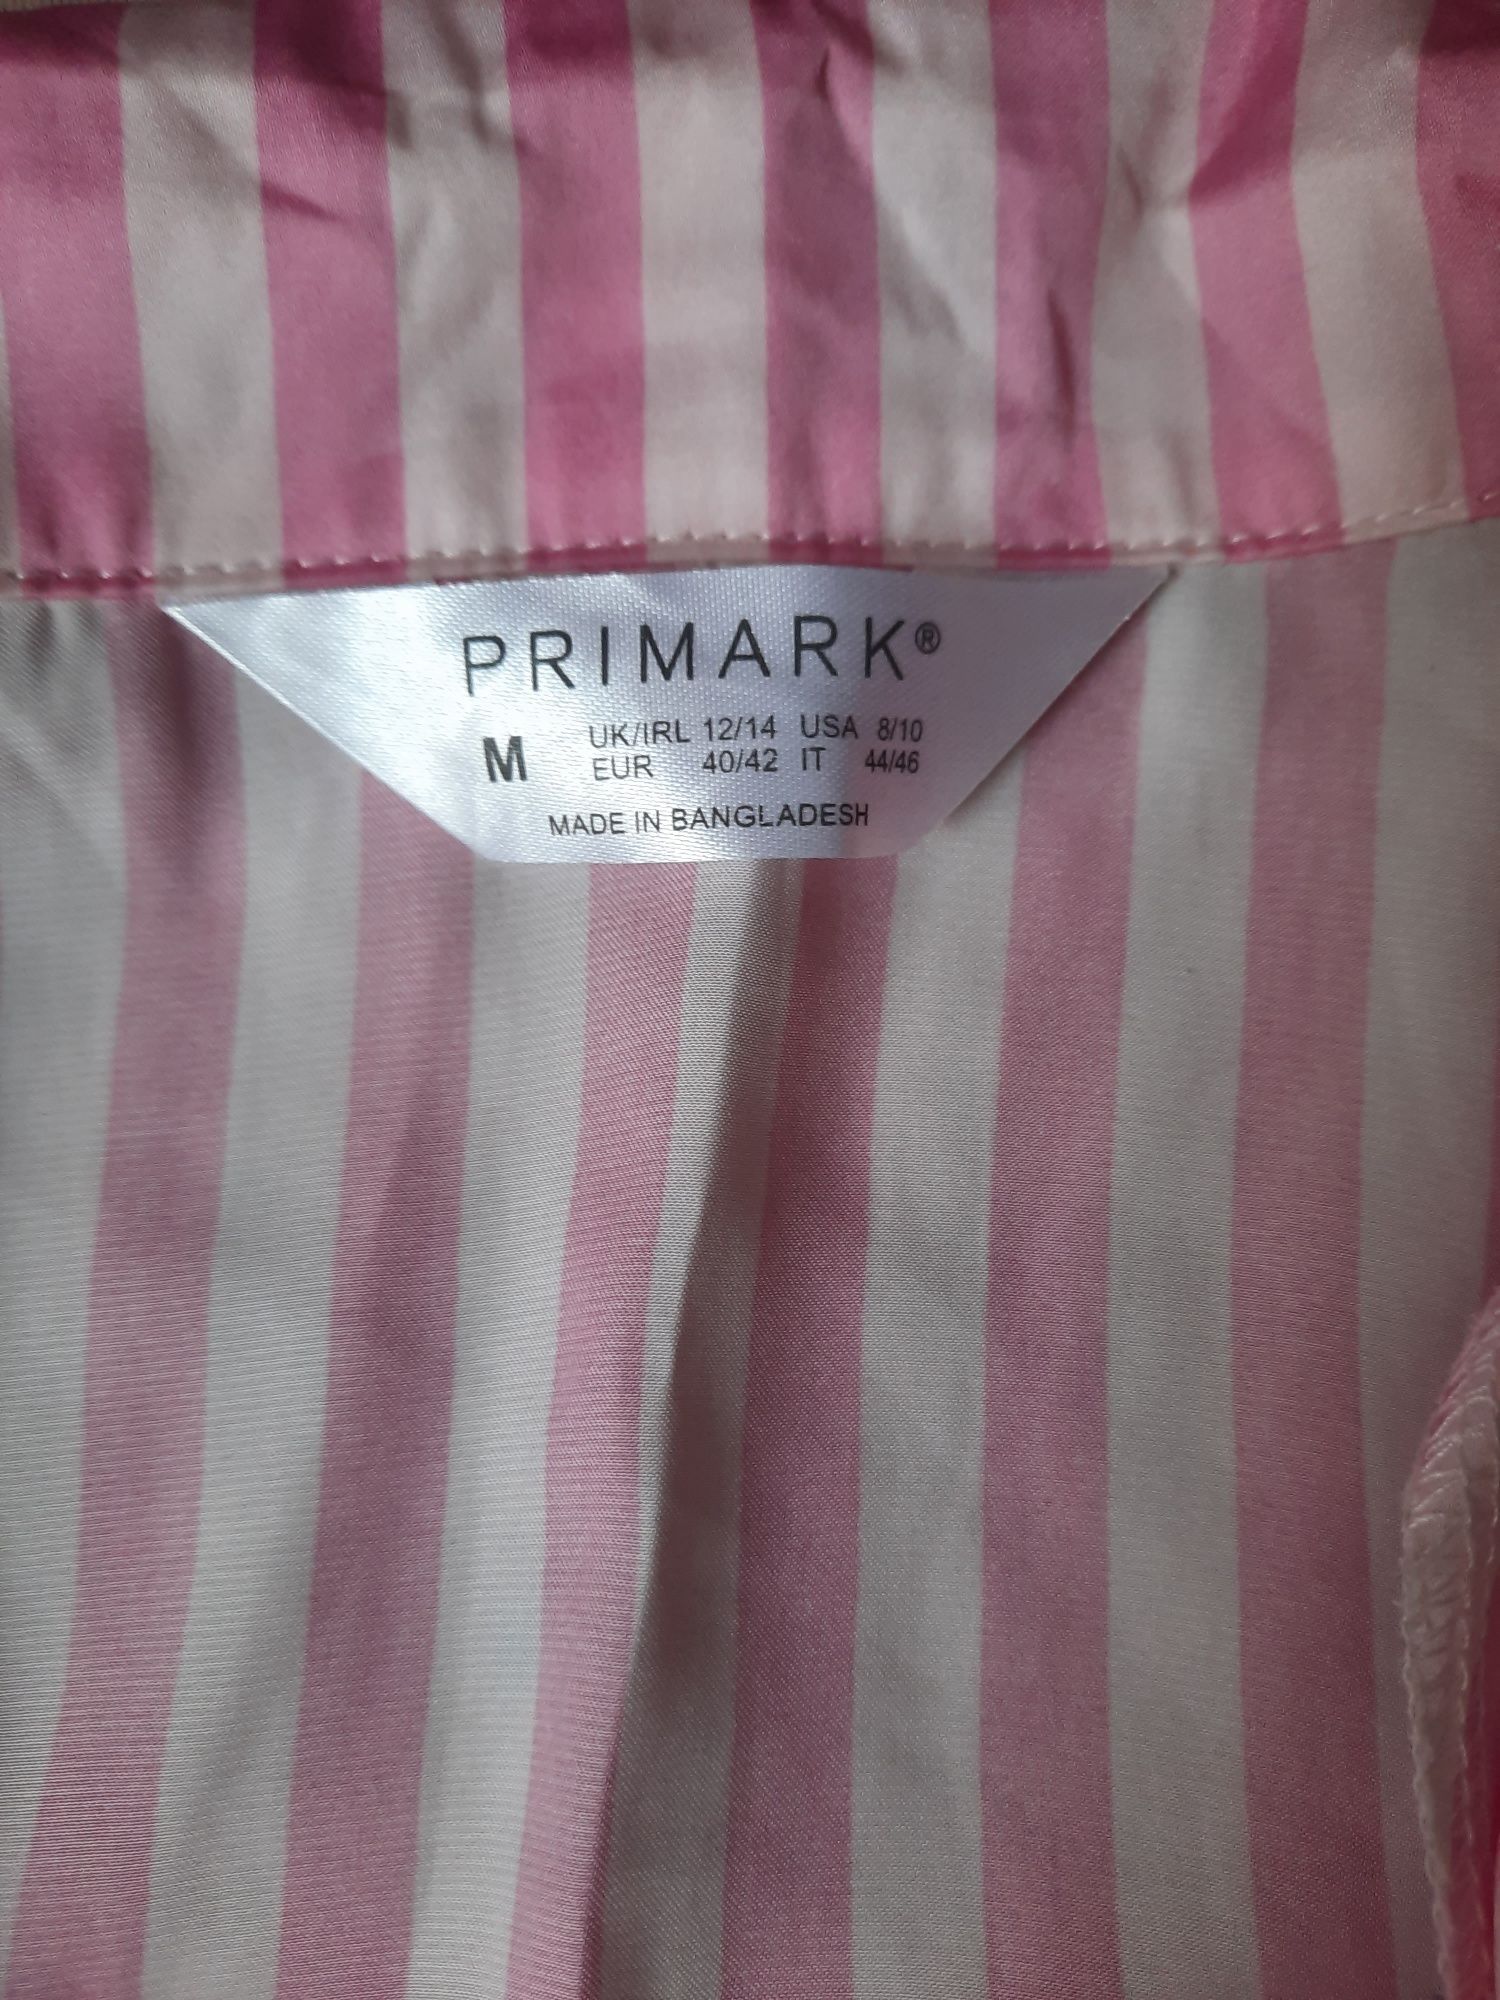 PRIMARK®
M UK/IRL 12/14 USA 8/10
EUR 40/42 IT 44/46
MADE IN BANGLADESH